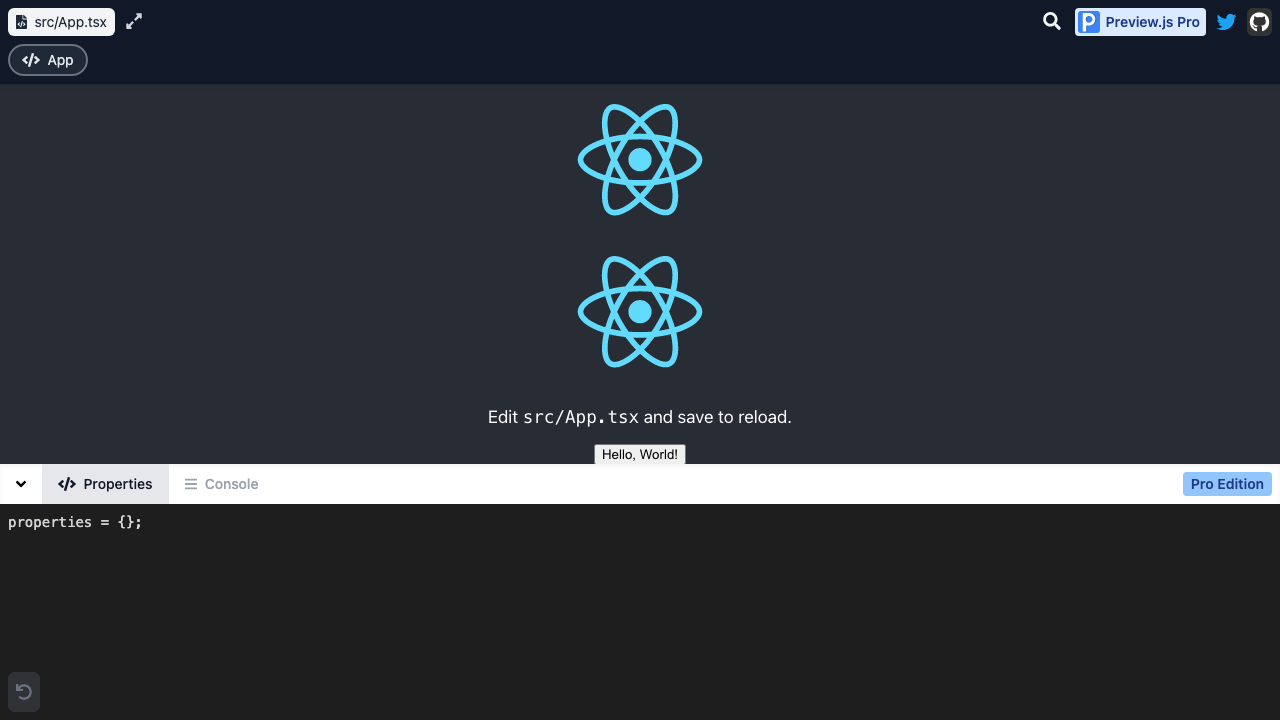 src/App.tsx
Preview.js Pro
App
Edit src/App.tsx and save to reload.
Hello, World!
Properties
Console
Pro Edition
properties = {};